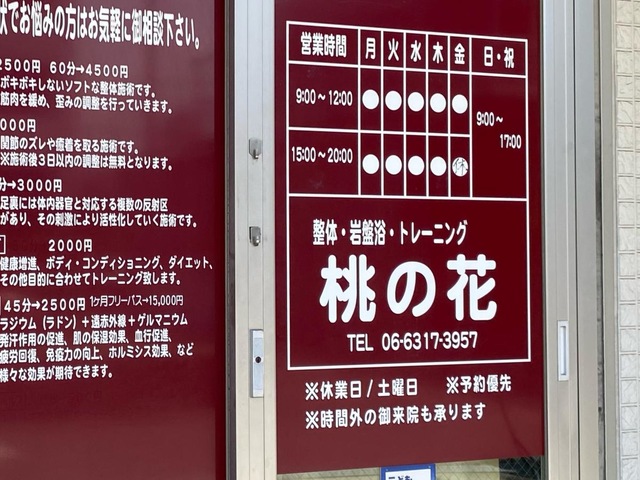 状でお悩みの方はお気軽に御相談下さい。
2500円 60分→4500円
ボキボキしないソフトな整体施術です。
筋肉を緩め、歪みの調整を行っていきます。
000円
関節のズレや癒着を取る施術です。
※施術後3日以内の調整は無料となります。
分→3000円
足裏には体内器官と対応する複数の反射区
があり、その刺激により活性化していく施術です。
2000円
健康増進、ボディ・コンディショニング、ダイエット、
その他目的に合わせてトレーニング致します。
45分→2500円 1ケ月フリーパス→15,000円
ラジウム(ラドン)+遠赤外線+ゲルマニウム
発汗作用の促進、肌の保湿効果、血行促進、
疲労回復、免疫力の向上、ホルミシス効果、など
様々な効果が期待できます。
営業時間 月 火 水 木 金 日・祝
9:00~12:00 ● ● ● ● ● 9:00~17:00
15:00~20:00 ● ● ● ●
整体・岩盤浴・トレーニング
桃の花
TEL 06-6317-3957
※休業日/土曜日 ※予約優先
※時間外の御来院も承ります